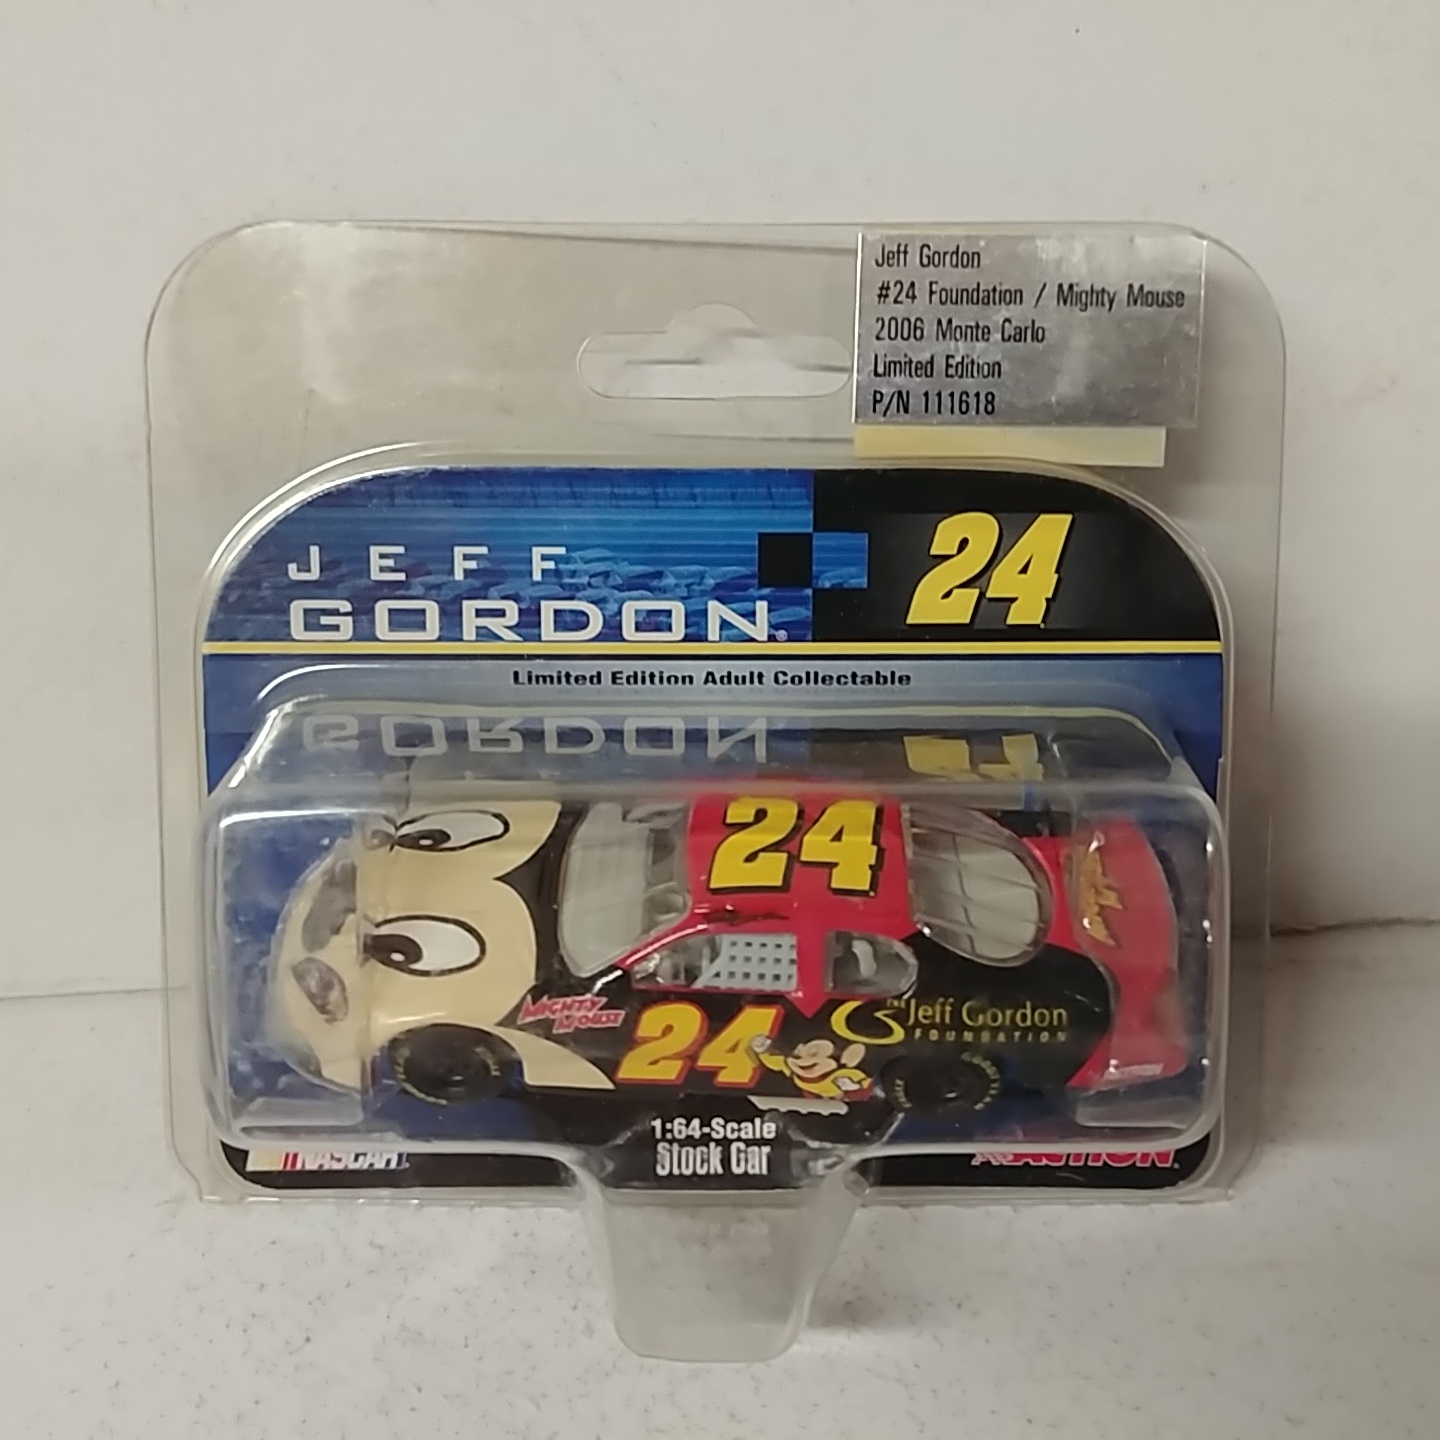 Jeff Gordon
#24 Foundation / Mighty Mouse
2006 Monte Carlo
Limited Edition
P/N 111618
JEFF
GORDON®
24
Limited Edition Adult Collectable
24
MIGHTY
MOUSE
24
THE
Jeff Gordon
FOUNDATION
1:64-Scale
Stock Car
NASCAR
ACTION